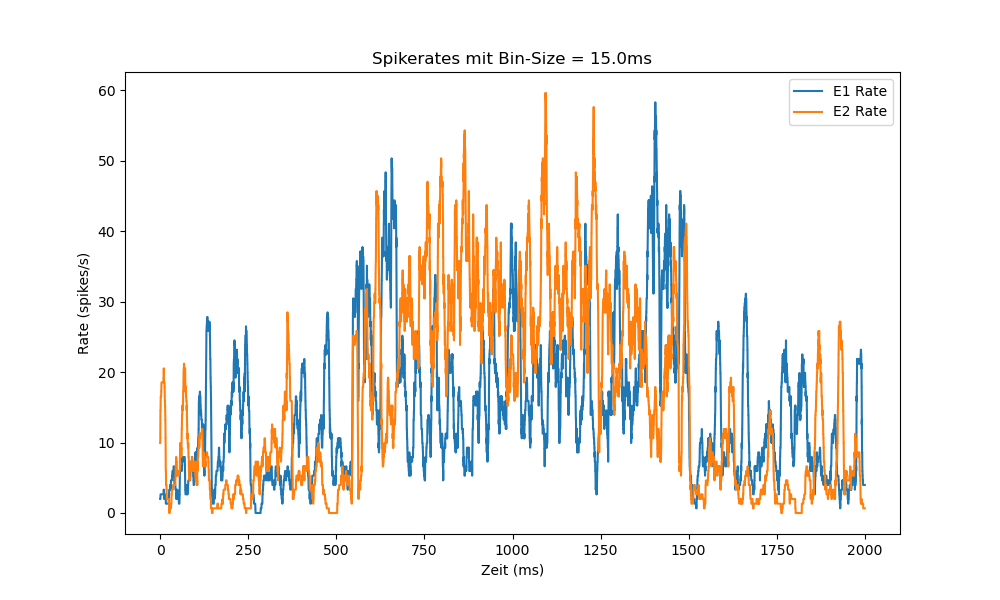 Spikerates mit Bin-Size = 15.0ms
E1 Rate
E2 Rate
Rate (spikes/s)
60
50
40
30
20
10
0
0 250 500 750 1000 1250 1500 1750 2000
Zeit (ms)